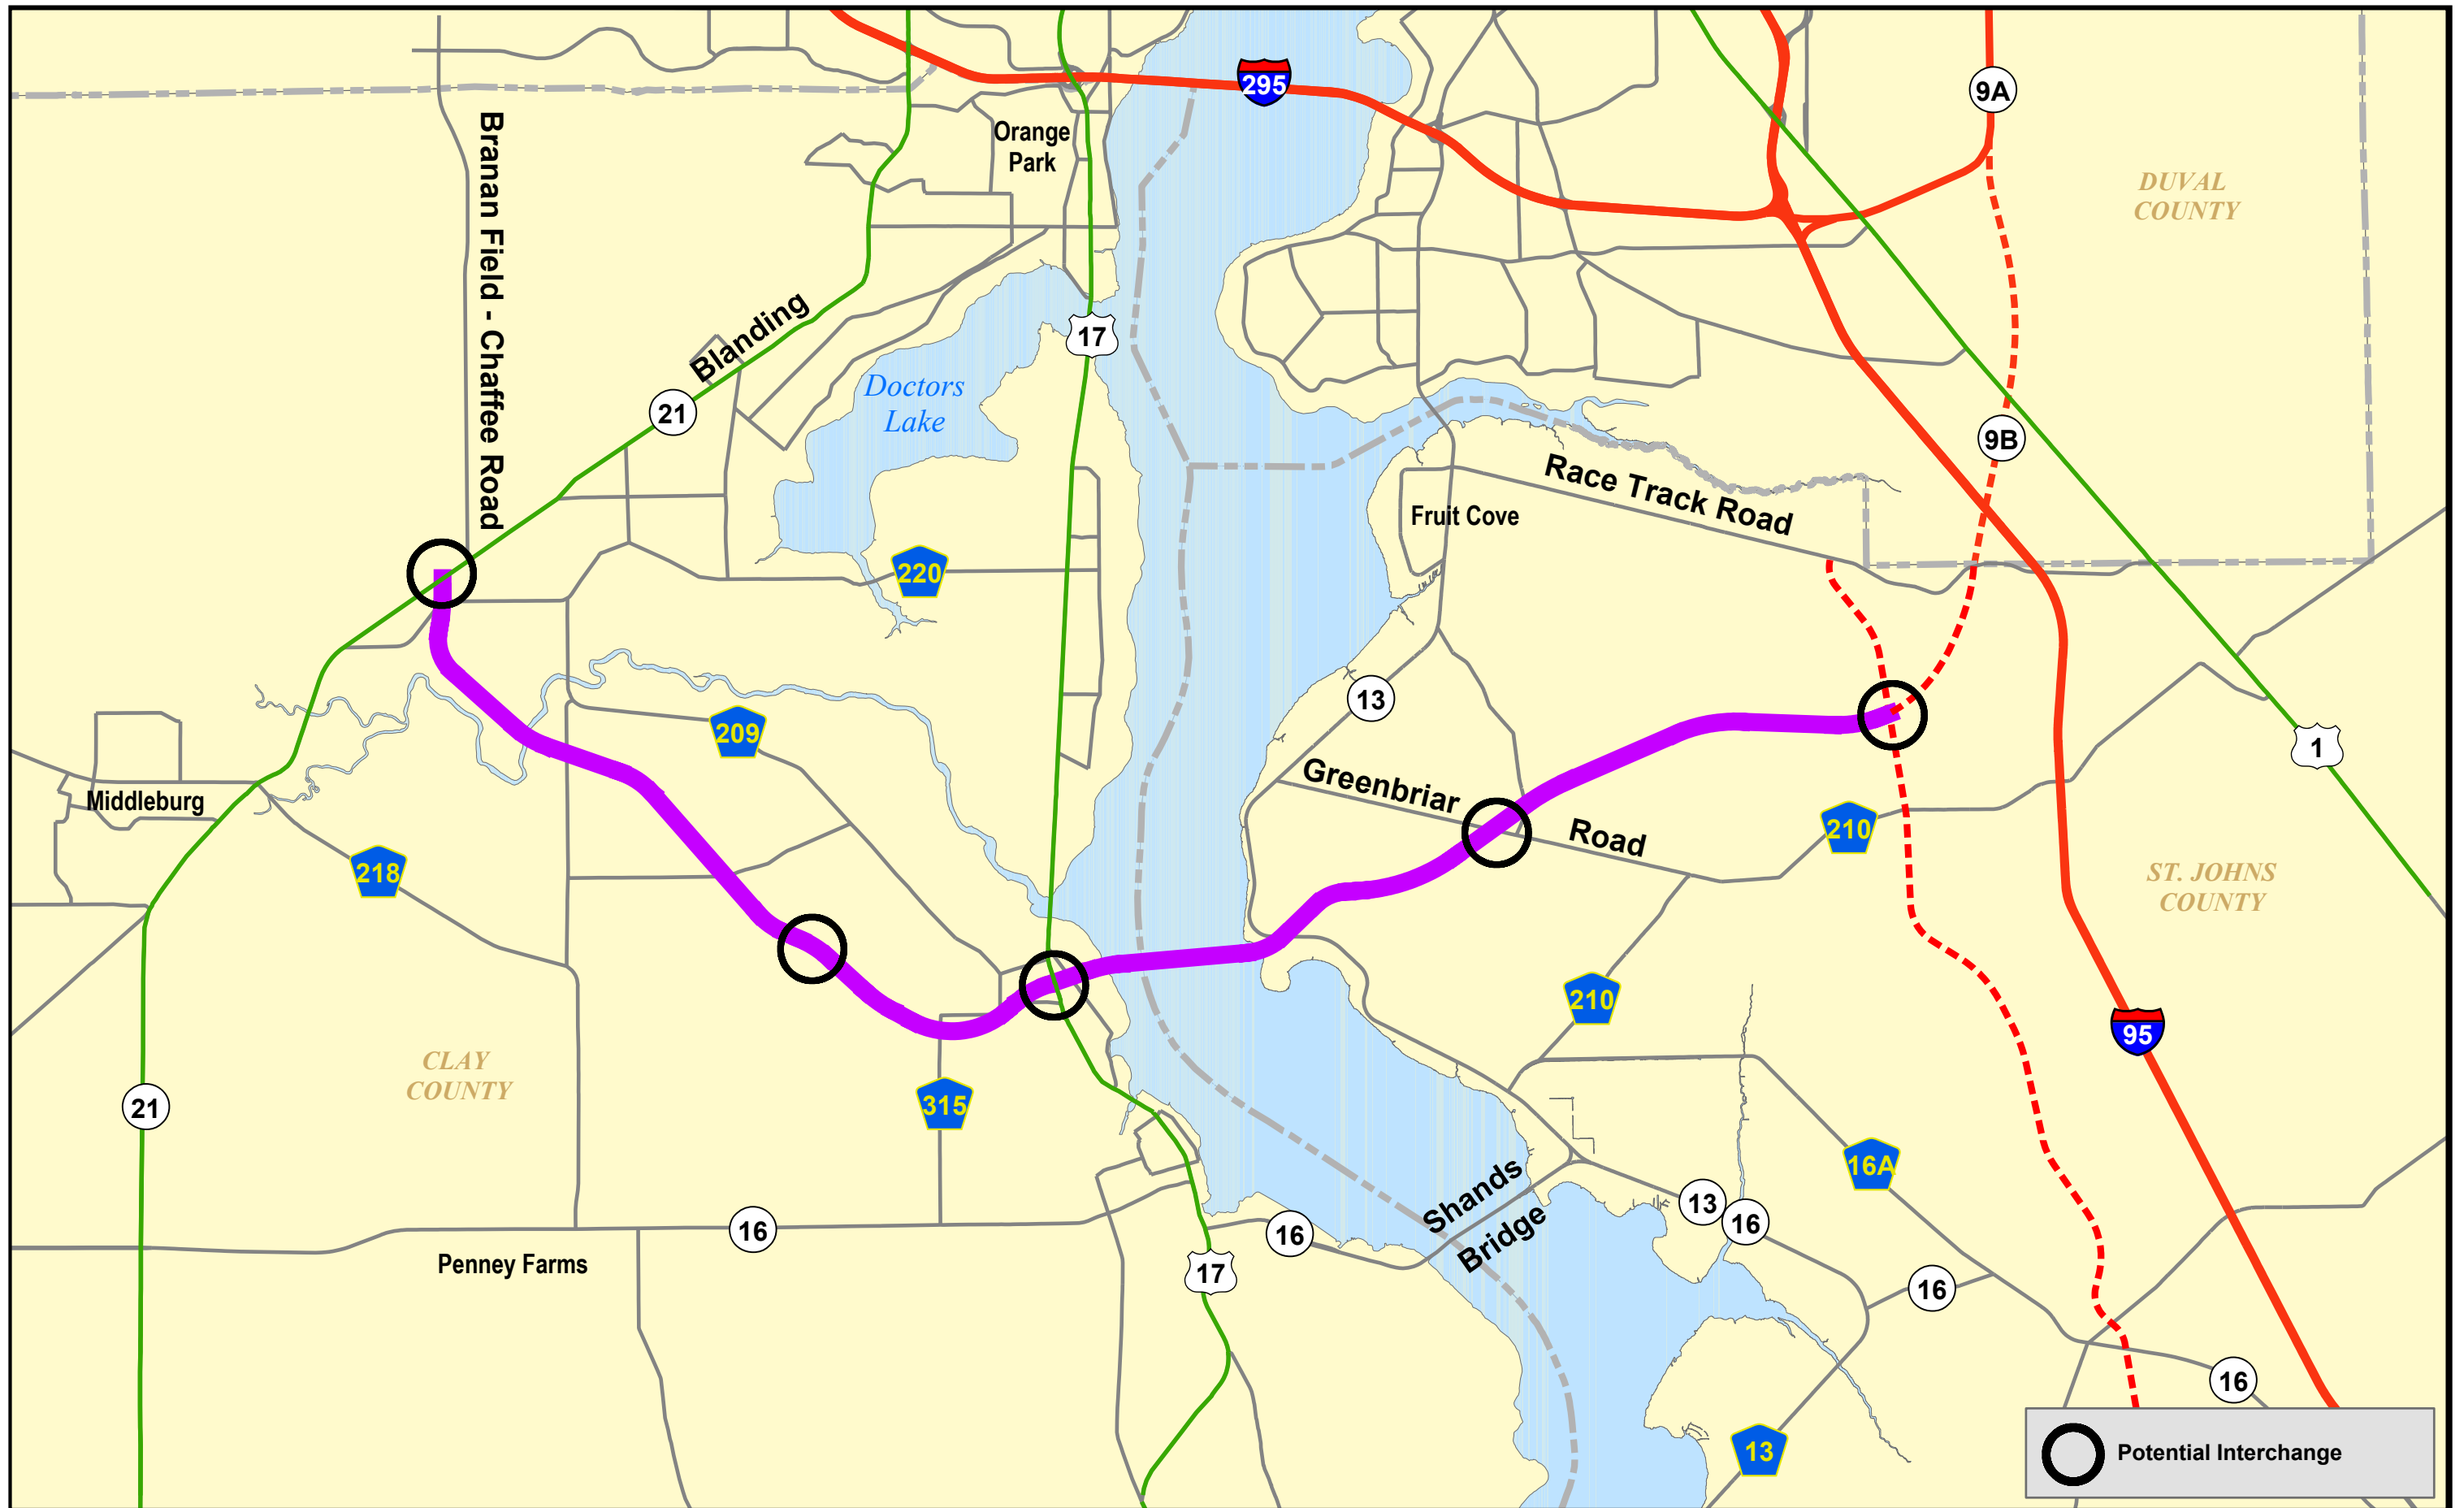 295
9A
Orange
Park
DUVAL
COUNTY
Branan Field - Chaffee Road
Blanding
17
Doctors
Lake
21
9B
Race Track Road
Fruit Cove
220
13
209
1
Greenbriar
Road
Middleburg
210
218
ST. JOHNS
COUNTY
210
95
CLAY
COUNTY
21
315
16A
Shands
Bridge
13
16
16
16
Penney Farms
17
16
16
13
Potential Interchange